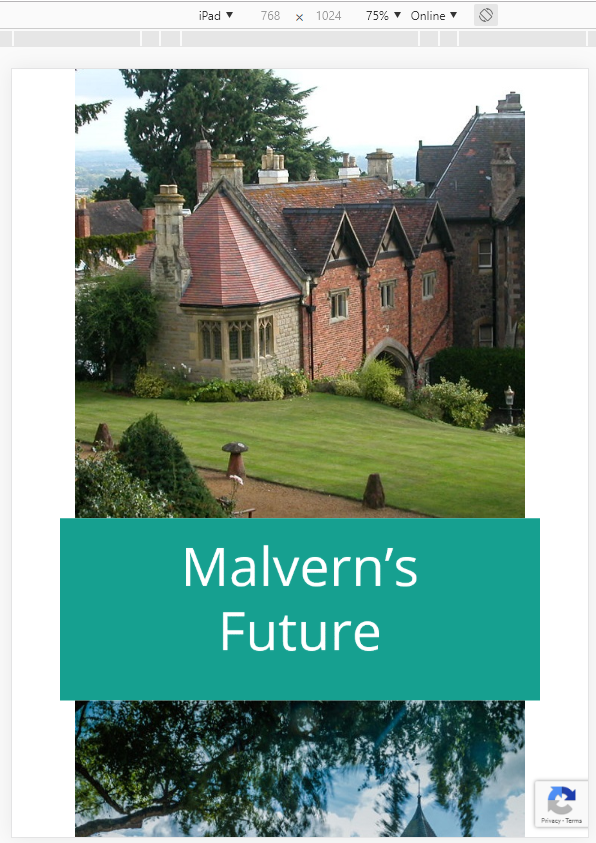 iPad ▼ 768 × 1024 75% ▼ Online ▼
Malvern’s
Future
Privacy - Terms